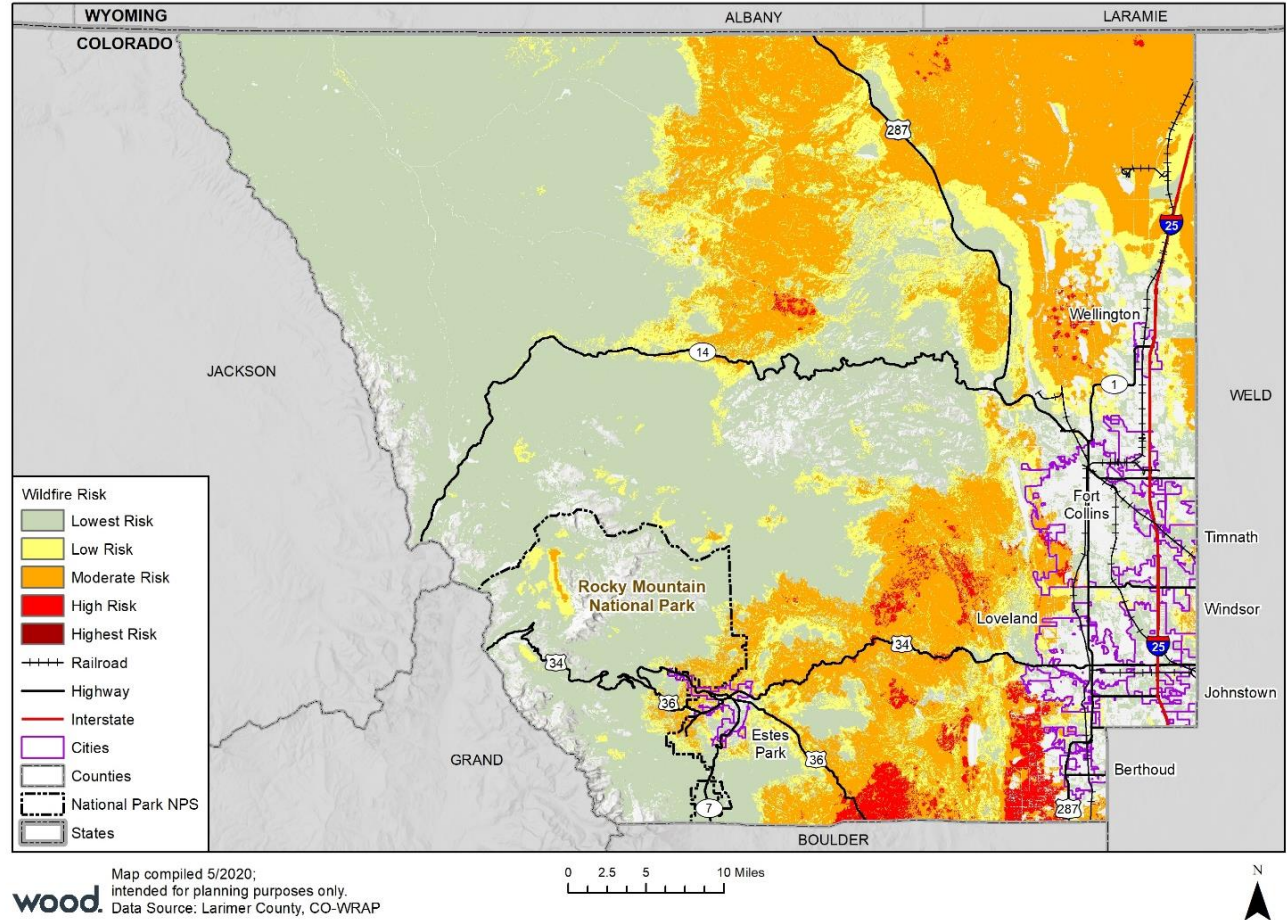 WYOMING
COLORADO
ALBANY
LARAMIE
287
25
Wellington
14
JACKSON
1
WELD
Fort
Collins
Timnath
Rocky Mountain
National Park
Windsor
Loveland
34
25
34
Johnstown
36
Estes
Park
36
GRAND
Berthoud
7
287
BOULDER
Wildfire Risk
Lowest Risk
Low Risk
Moderate Risk
High Risk
Highest Risk
Railroad
Highway
Interstate
Cities
Counties
National Park NPS
States
wood.
Map compiled 5/2020;
intended for planning purposes only.
Data Source: Larimer County, CO-WRAP
0 2.5 5 10 Miles
N